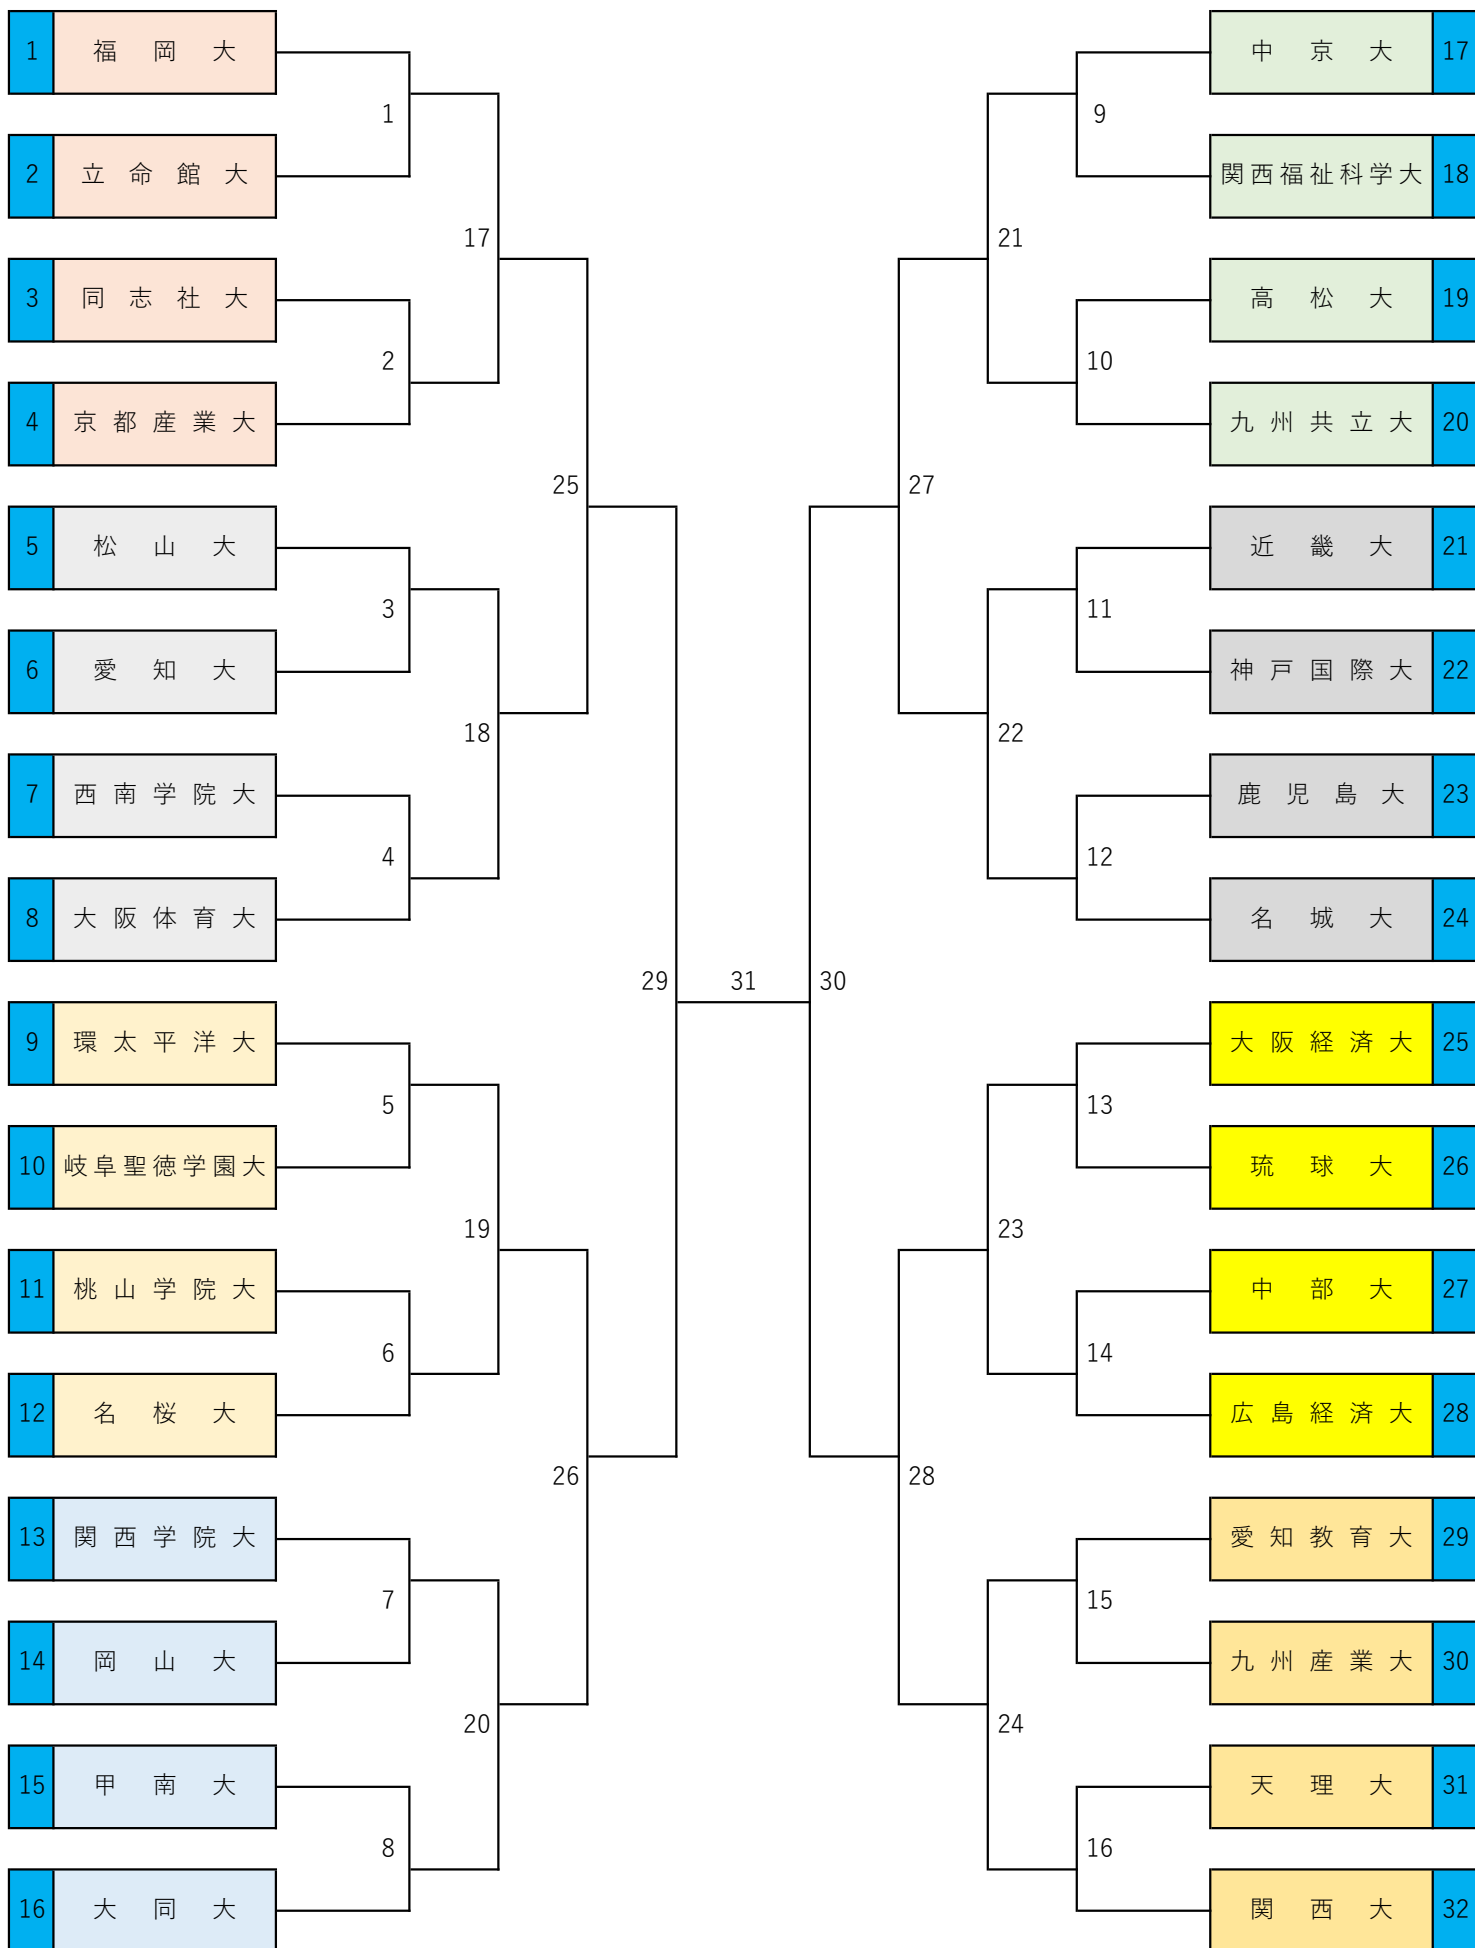 1 福岡大
中京大 17
1
9
2 立命館大
関西福祉科学大 18
17
21
3 同志社大
高松大 19
2
10
4 京都産業大
九州共立大 20
25
27
5 松山大
近畿大 21
3
11
6 愛知大
神戸国際大 22
18
22
7 西南学院大
鹿児島大 23
4
12
8 大阪体育大
名城大 24
29
31
30
9 環太平洋大
大阪経済大 25
5
13
10 岐阜聖徳学園大
琉球大 26
19
23
11 桃山学院大
中部大 27
6
14
12 名桜大
広島経済大 28
26
28
13 関西学院大
愛知教育大 29
7
15
14 岡山大
九州産業大 30
20
24
15 甲南大
天理大 31
8
16
16 大同大
関西大 32